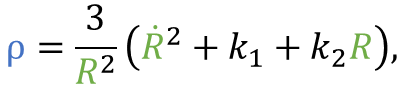 ρ = 3/R² (Ṙ² + k₁ + k₂R),